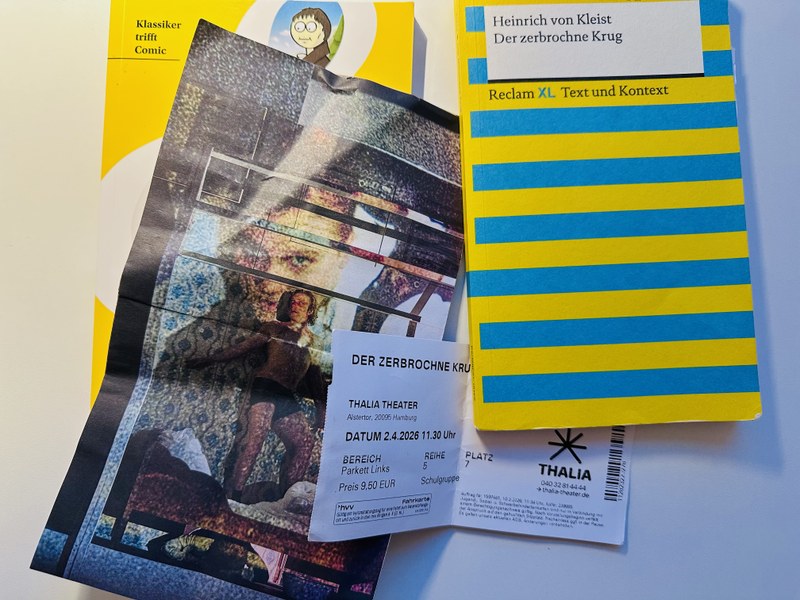 Klassiker
trifft
Comic
Heinrich von Kleist
Der zerbrochne Krug
Reclam XL Text und Kontext
DER ZERBROCHNE KRU
THALIA THEATER
Alstertor, 20095 Hamburg
DATUM 2.4.2026 11.30 Uhr
BEREICH REIHE PLATZ
Parkett Links 5 7
Preis 9,50 EUR Schulgruppe
hvv Fahrkarte
THALIA
040 32 81 44 44
→ thalia-theater.de